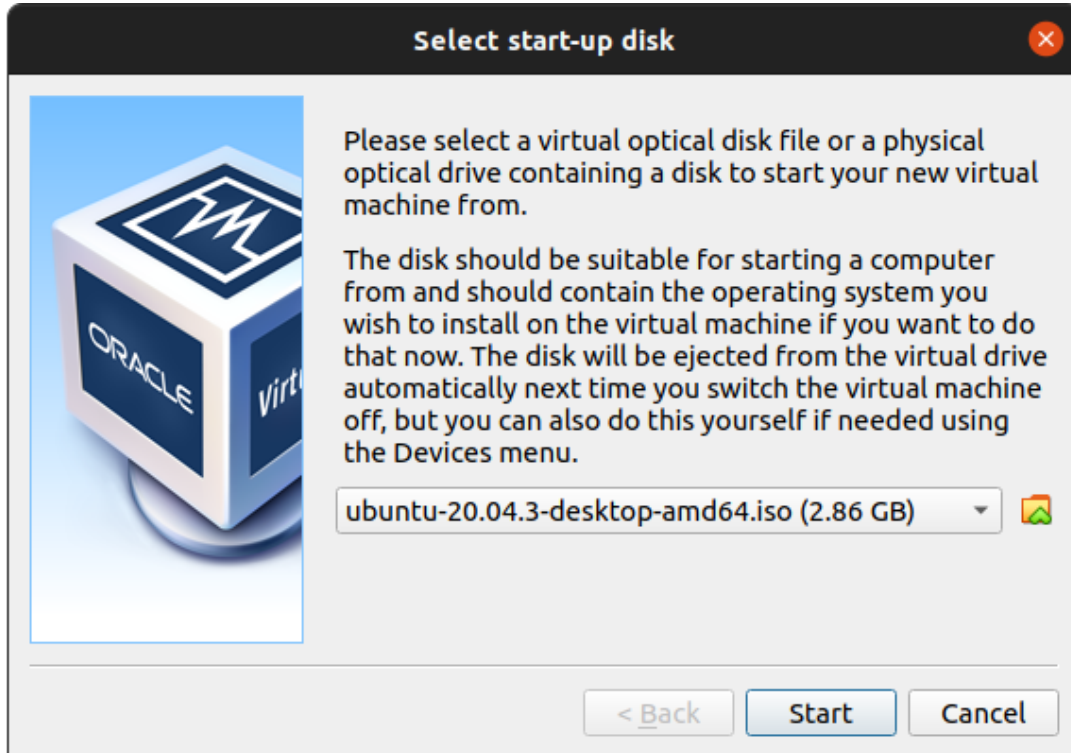 Select start-up disk
Please select a virtual optical disk file or a physical
optical drive containing a disk to start your new virtual
machine from.
The disk should be suitable for starting a computer
from and should contain the operating system you
wish to install on the virtual machine if you want to do
that now. The disk will be ejected from the virtual drive
automatically next time you switch the virtual machine
off, but you can also do this yourself if needed using
the Devices menu.
ORACLE
Virtu
ubuntu-20.04.3-desktop-amd64.iso (2.86 GB)
< Back
Start
Cancel